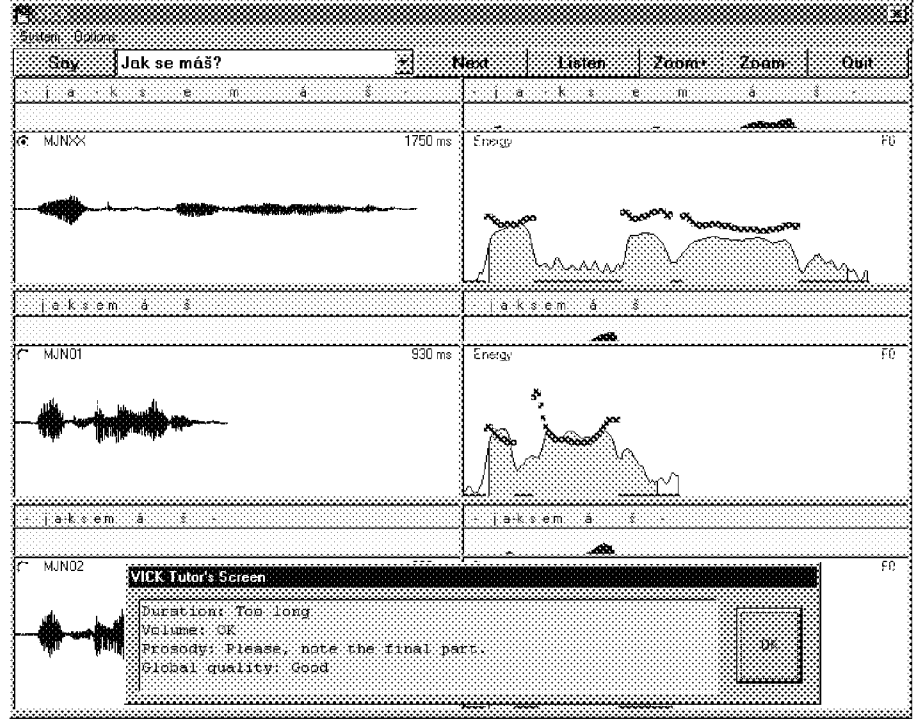 System Options
Say Jak se máš? Next Listen Zoom+ Zoom- Quit
- j a - k s e m á š - - j a - k s e m á š -
MJNXX 1750 ms Energy F0
- j a - k s e m á š - - j a - k s e m á š -
MJN01 930 ms Energy F0
- j a - k s e m á š - - j a - k s e m á š -
MJN02 F0
VICK Tutor's Screen
Duration: Too long
Volume: OK
Prosody: Please, note the final part.
Global quality: Good
OK